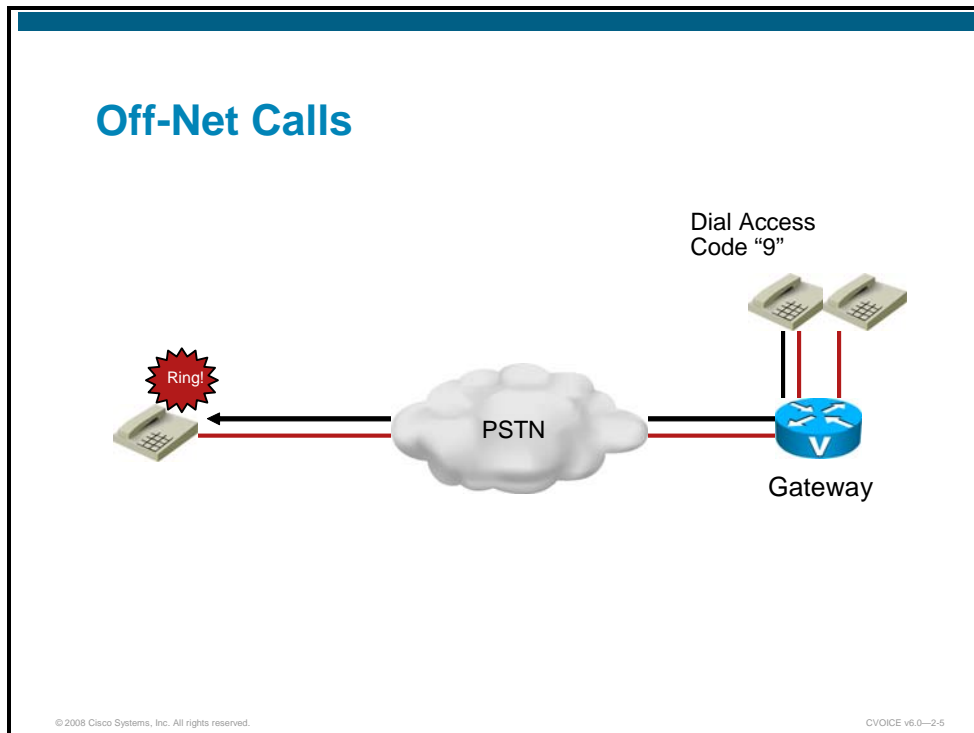 Off-Net Calls
Dial Access
Code “9”
Ring!
PSTN
V
Gateway
© 2008 Cisco Systems, Inc. All rights reserved.
CVOICE v6.0—2-5